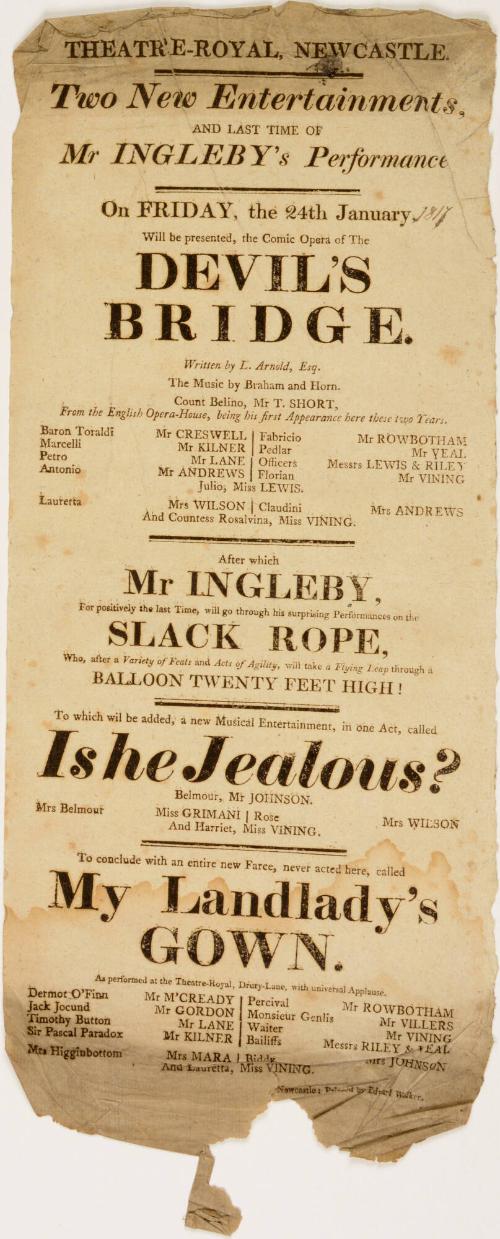 THEATRE-ROYAL, NEWCASTLE.
Two New Entertainments,
AND LAST TIME OF
Mr INGLEBY's Performance
On FRIDAY, the 24th January 1817
Will be presented, the Comic Opera of The
DEVIL'S
BRIDGE.
Written by L. Arnold, Esq.
The Music by Braham and Horn.
Count Belino, Mr T. SHORT,
From the English Opera-House, being his first Appearance here these two Years.
Baron Toraldi Mr CRESWELL | Fabricio Mr ROWBOTHAM
Marcelli Mr KILNER | Pedlar Mr YEAL
Petro Mr LANE | Officers Messrs LEWIS & RILEY
Antonio Mr ANDREWS | Florian Mr VINING
Julio, Miss LEWIS.
Lauretta Mrs WILSON | Claudini Mrs ANDREWS
And Countess Rosalvina, Miss VINING.
After which
Mr INGLEBY,
For positively the last Time, will go through his surprising Performances on the
SLACK ROPE,
Who, after a Variety of Feats and Acts of Agility, will take a Flying Leap through a
BALLOON TWENTY FEET HIGH!
To which wil be added, a new Musical Entertainment, in one Act, called
Is he Jealous?
Belmour, Mr JOHNSON.
Mrs Belmour Miss GRIMANI | Rose Mrs WILSON
And Harriet, Miss VINING.
To conclude with an entire new Farce, never acted here, called
My Landlady's
GOWN.
As performed at the Theatre-Royal, Drury-Lane, with universal Applause.
Dermot O'Finn Mr M'CREADY | Percival Mr ROWBOTHAM
Jack Jocund Mr GORDON | Monsieur Genlis Mr VILLERS
Timothy Button Mr LANE | Waiter Mr VINING
Sir Pascal Paradox Mr KILNER | Bailiffs Messrs RILEY & YEAL
Mrs Higginbottom Mrs MARA | Biddy Mrs JOHNSON
And Lauretta, Miss VINING.
Newcastle: Printed by Edward Walker.